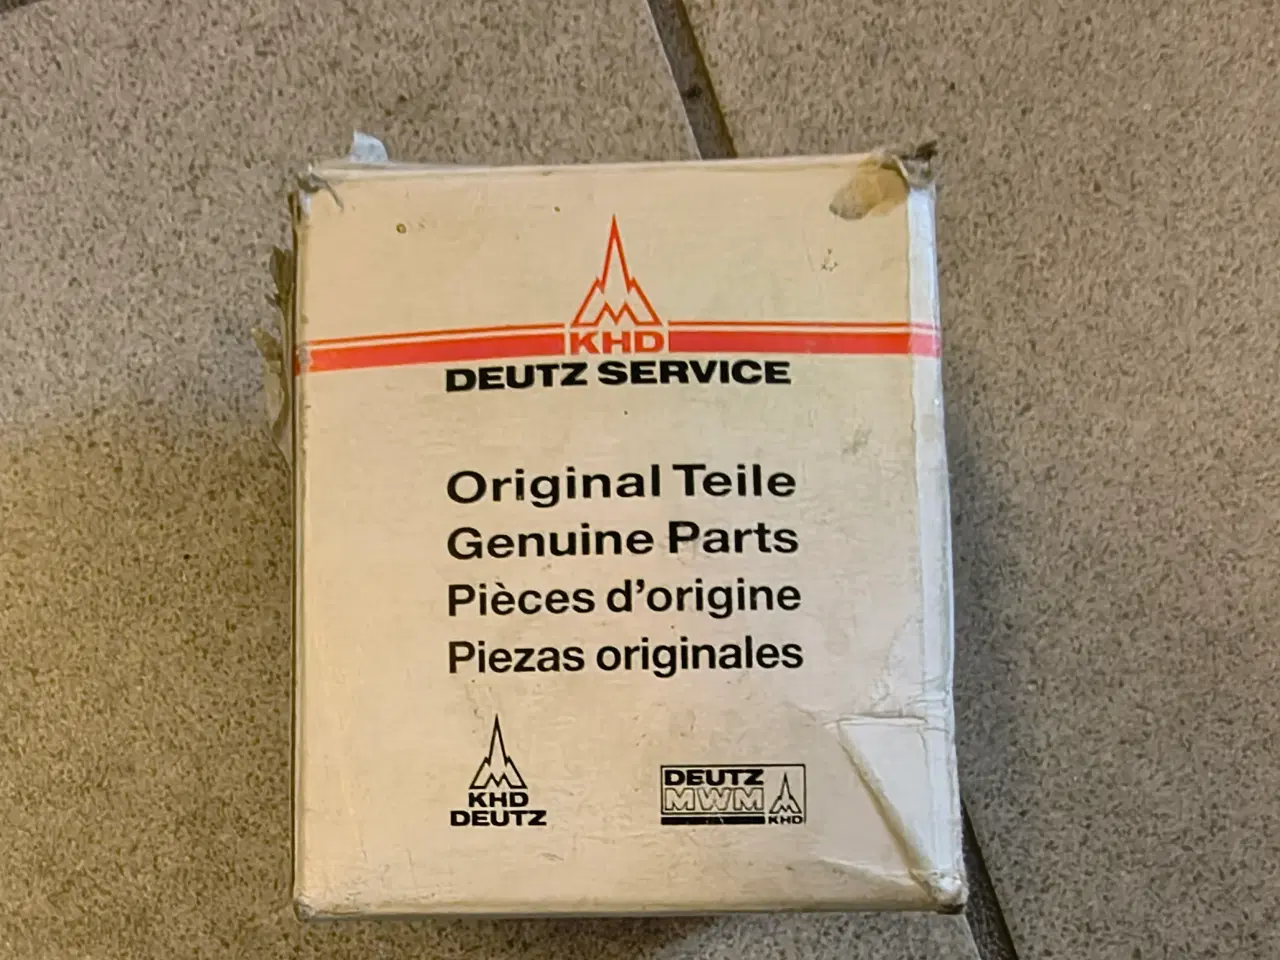 KHD
DEUTZ SERVICE
Original Teile
Genuine Parts
Pièces d'origine
Piezas originales
KHD
DEUTZ
DEUTZ
MWM
KHD